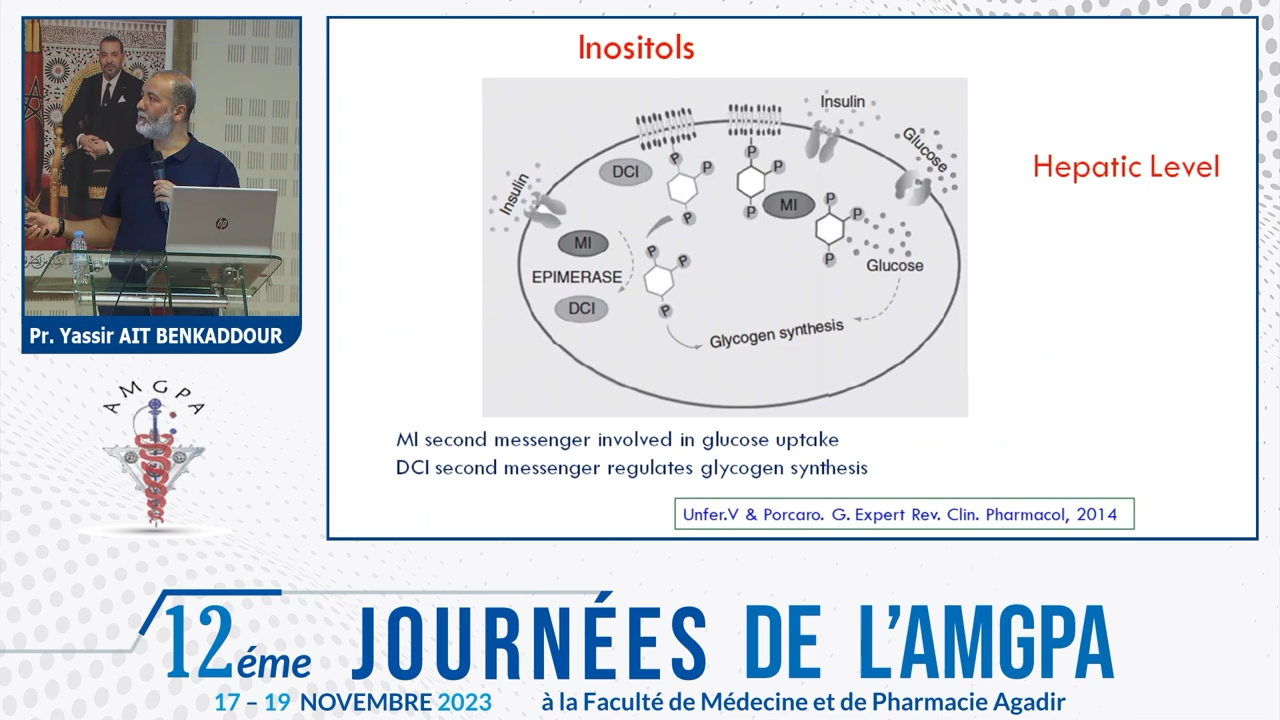 Pr. Yassir AIT BENKADDOUR
AMGPA
hp
Inositols
Hepatic Level
Insulin
Glucose
Insulin
DCI
P
P
P
P
P
P
MI
P
P
P
MI
EPIMERASE
DCI
P
P
P
Glucose
Glycogen synthesis
MI second messenger involved in glucose uptake
DCI second messenger regulates glycogen synthesis
Unfer.V & Porcaro. G. Expert Rev. Clin. Pharmacol, 2014
12éme JOURNÉES DE L'AMGPA
17 – 19 NOVEMBRE 2023 à la Faculté de Médecine et de Pharmacie Agadir